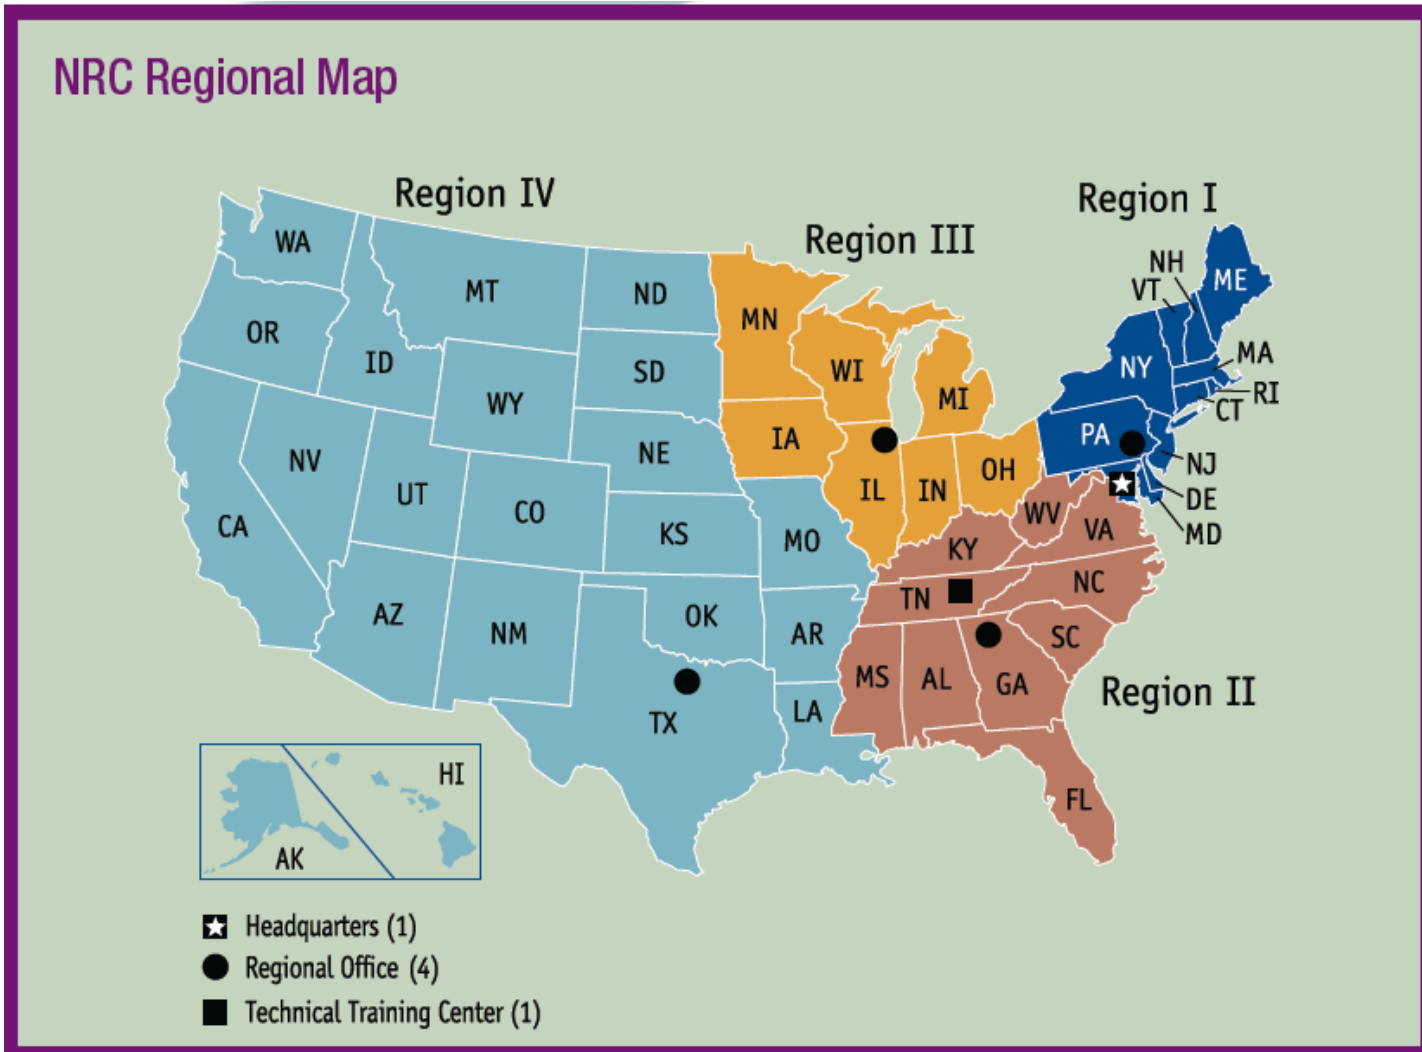 NRC Regional Map
Region IV
Region I
Region III
NH
VT
ME
WA
MT
ND
MN
OR
ID
SD
WI
NY
MA
WY
MI
RI
CT
IA
PA
NV
NE
OH
NJ
UT
CO
IL
IN
DE
CA
KS
MO
WV
VA
MD
KY
NC
AZ
NM
OK
AR
TN
SC
MS
AL
GA
Region II
TX
LA
HI
FL
AK
Headquarters (1)
Regional Office (4)
Technical Training Center (1)